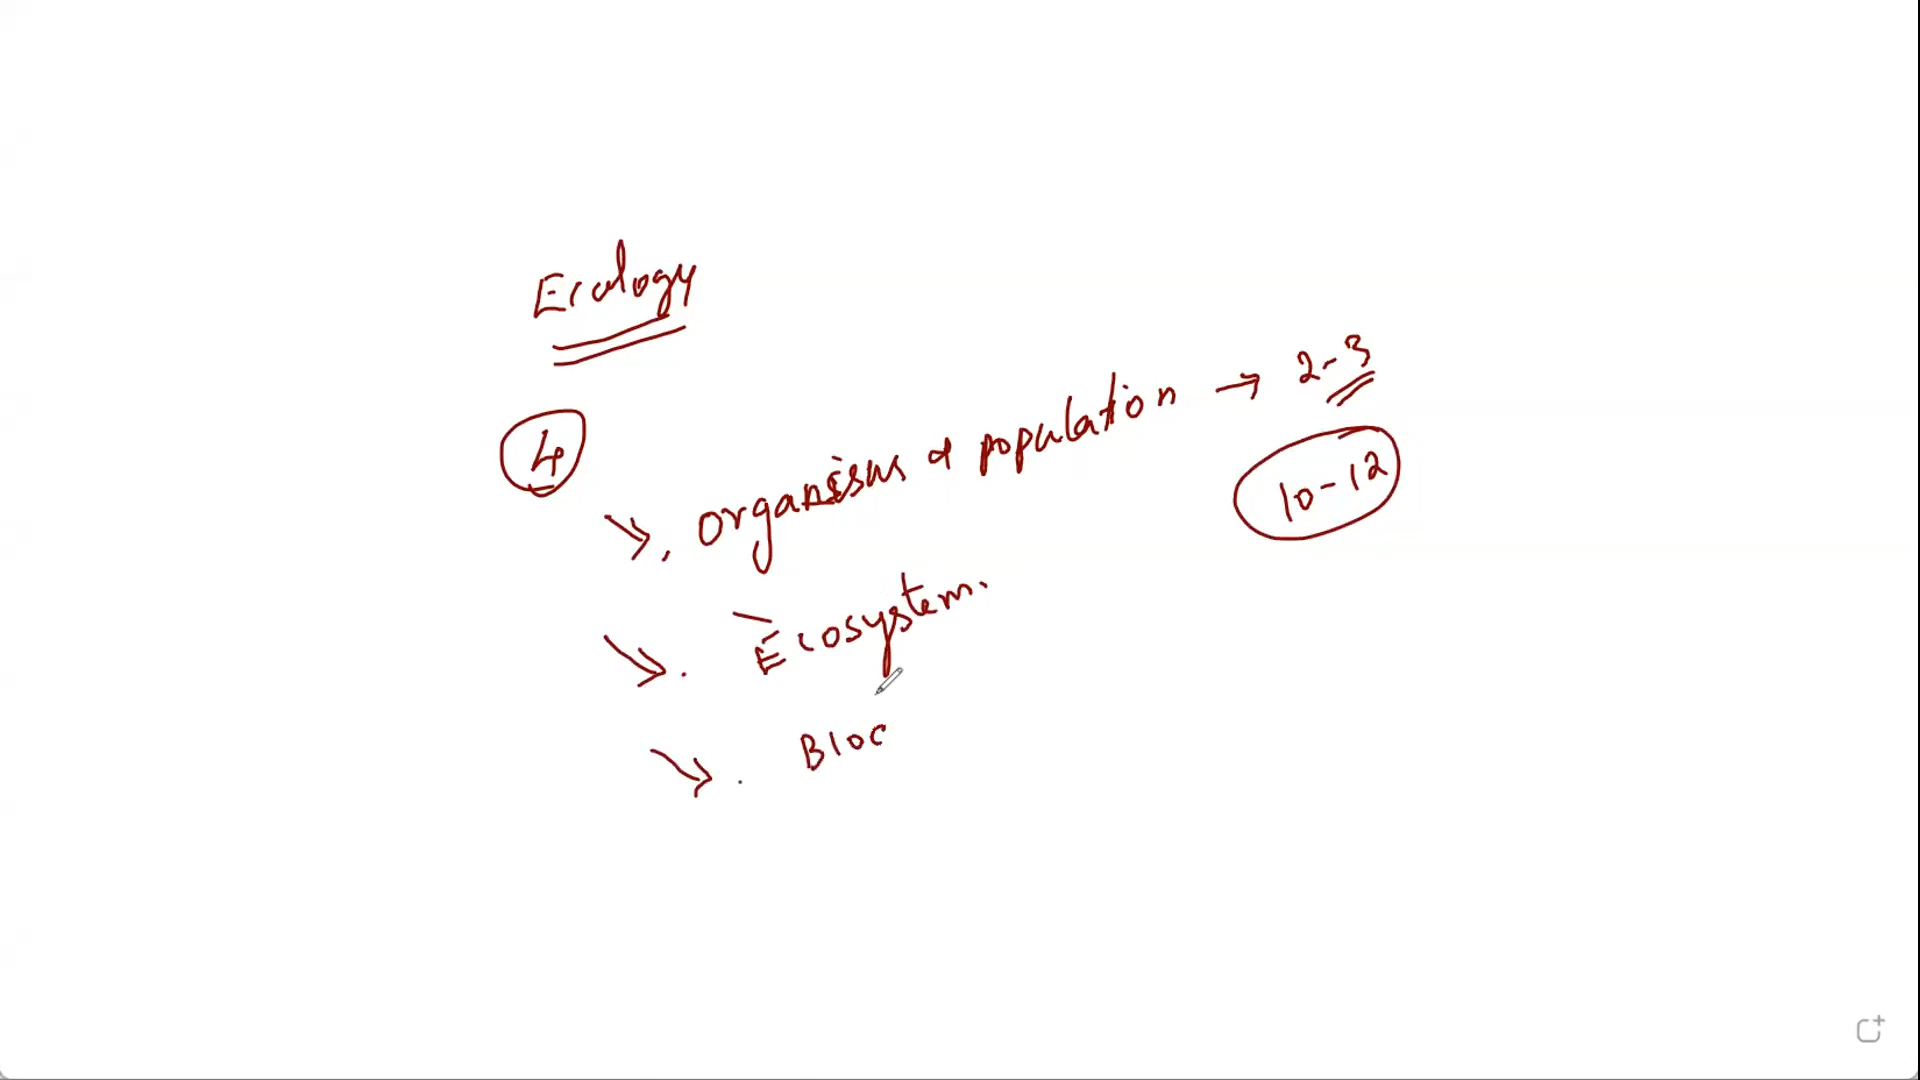 Ecology
4
organisms & population → 2-3
10-12
Ecosystem.
Bioc